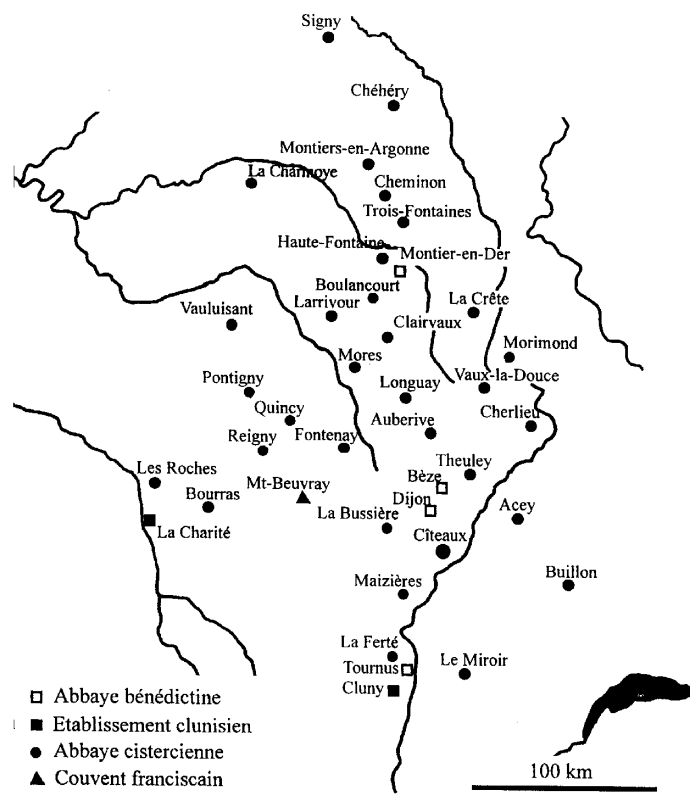 Signy
Chéhéry
Montiers-en-Argonne
La Charmoye
Cheminon
Trois-Fontaines
Haute-Fontaine
Montier-en-Der
Boulancourt
Larrivour
La Crête
Vauluisant
Clairvaux
Morimond
Mores
Pontigny
Longuay
Vaux-la-Douce
Quincy
Auberive
Cherlieu
Reigny
Fontenay
Theuley
Les Roches
Mt-Beuvray
Bèze
Bourras
Dijon
Acey
La Bussière
La Charité
Cîteaux
Maizières
Buillon
La Ferté
Tournus
Le Miroir
Cluny
Abbaye bénédictine
Etablissement clunisien
Abbaye cistercienne
Couvent franciscain
100 km